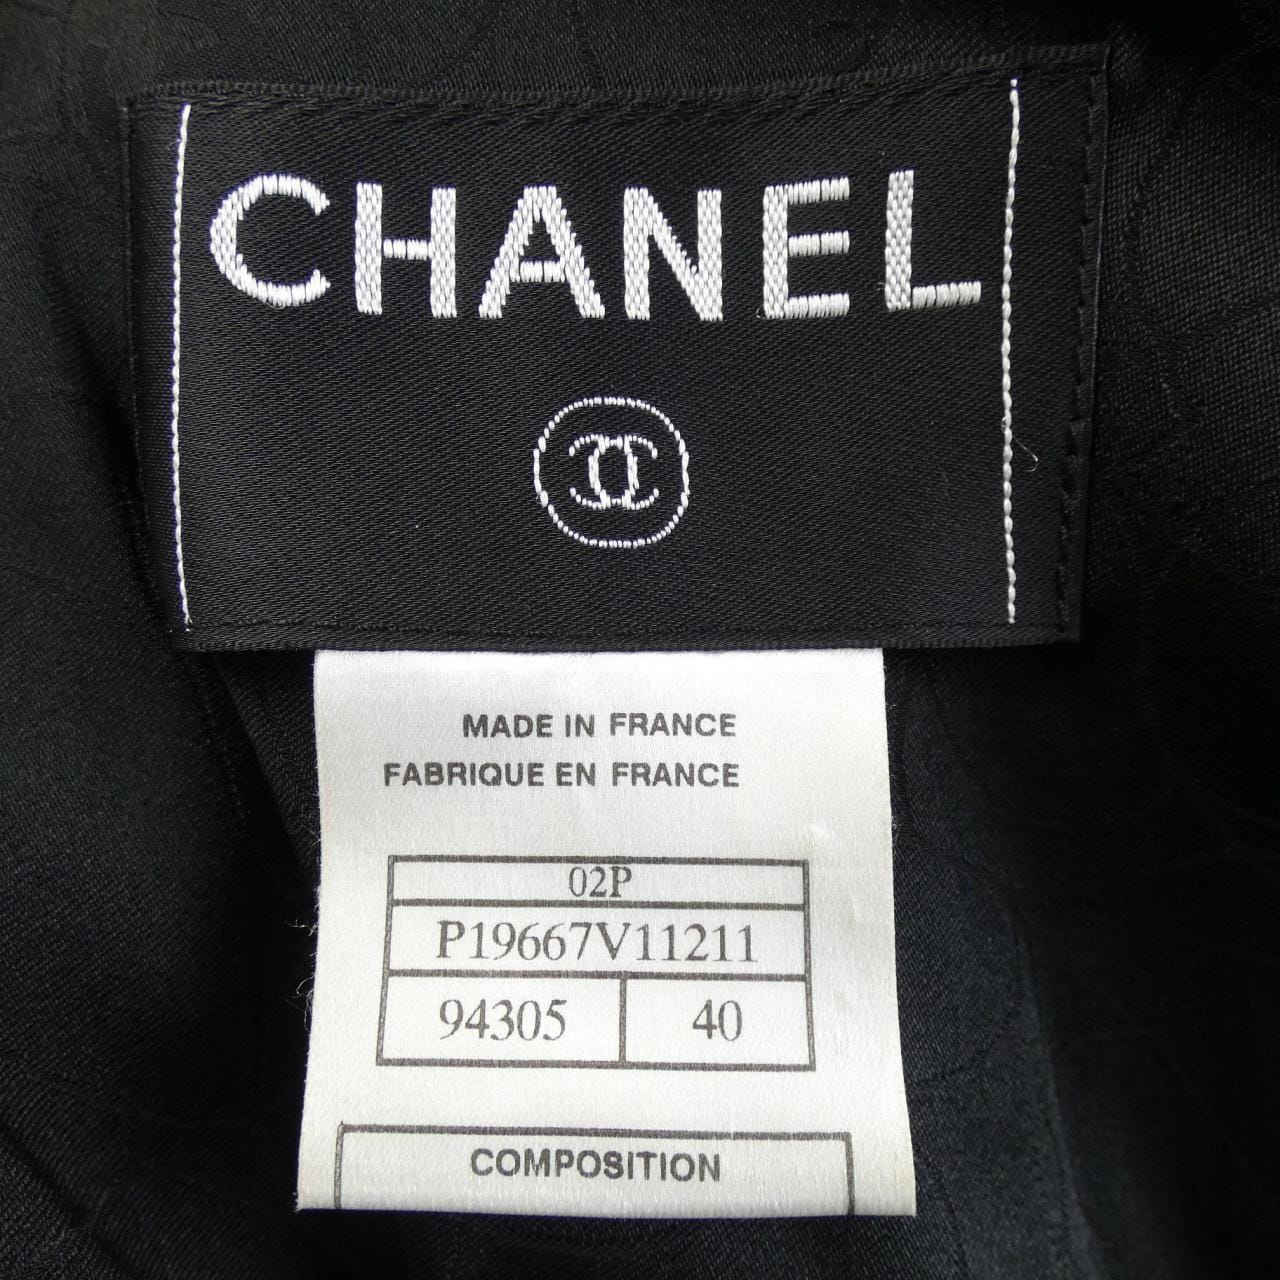 CHANEL
MADE IN FRANCE
FABRIQUE EN FRANCE
02P
P19667V11211
94305 40
COMPOSITION